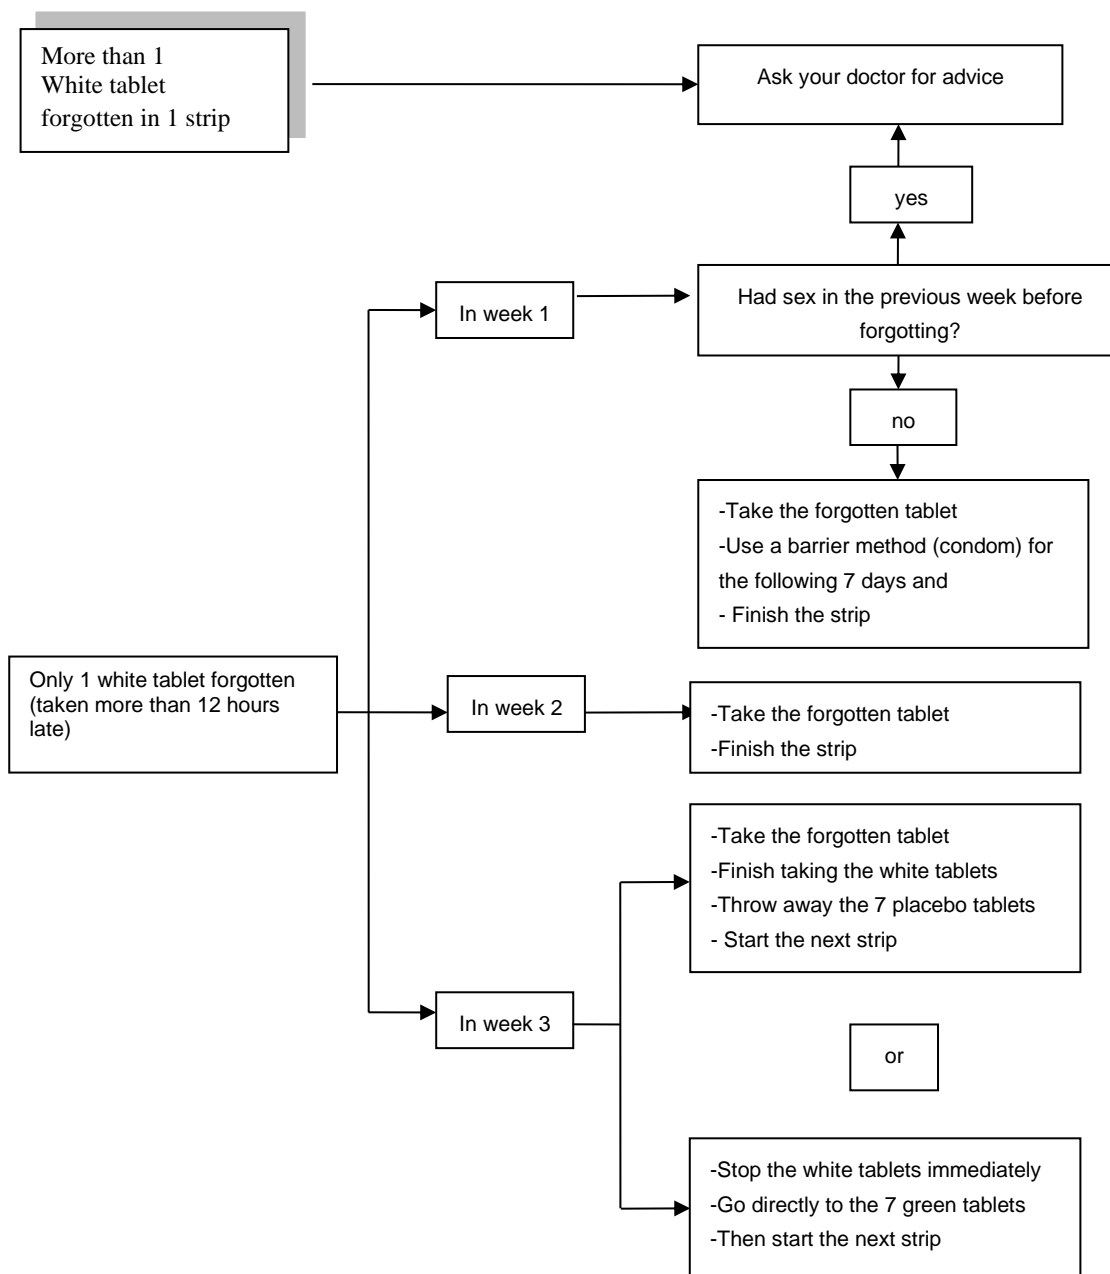 More than 1
White tablet
forgotten in 1 strip
Ask your doctor for advice
yes
In week 1
Had sex in the previous week before
forgotting?
no
-Take the forgotten tablet
-Use a barrier method (condom) for
the following 7 days and
- Finish the strip
Only 1 white tablet forgotten
(taken more than 12 hours
late)
In week 2
-Take the forgotten tablet
-Finish the strip
-Take the forgotten tablet
-Finish taking the white tablets
-Throw away the 7 placebo tablets
- Start the next strip
In week 3
or
-Stop the white tablets immediately
-Go directly to the 7 green tablets
-Then start the next strip